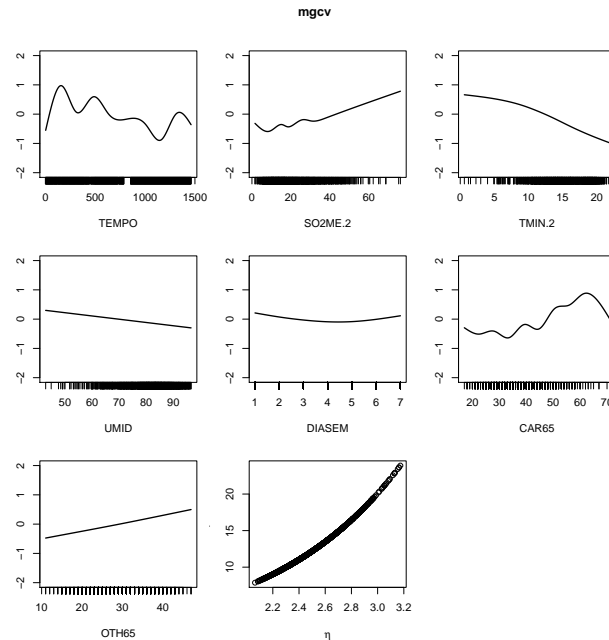 mgcv
2
1
0
-1
-2
0 500 1000 1500
TEMPO
2
1
0
-1
-2
0 20 40 60
SO2ME.2
2
1
0
-1
-2
0 5 10 15 20
TMIN.2
2
1
0
-1
-2
50 60 70 80 90
UMID
2
1
0
-1
-2
1 2 3 4 5 6 7
DIASEM
2
1
0
-1
-2
20 30 40 50 60 70
CAR65
2
1
0
-1
-2
10 20 30 40
OTH65
20
15
10
2.2 2.4 2.6 2.8 3.0 3.2
η